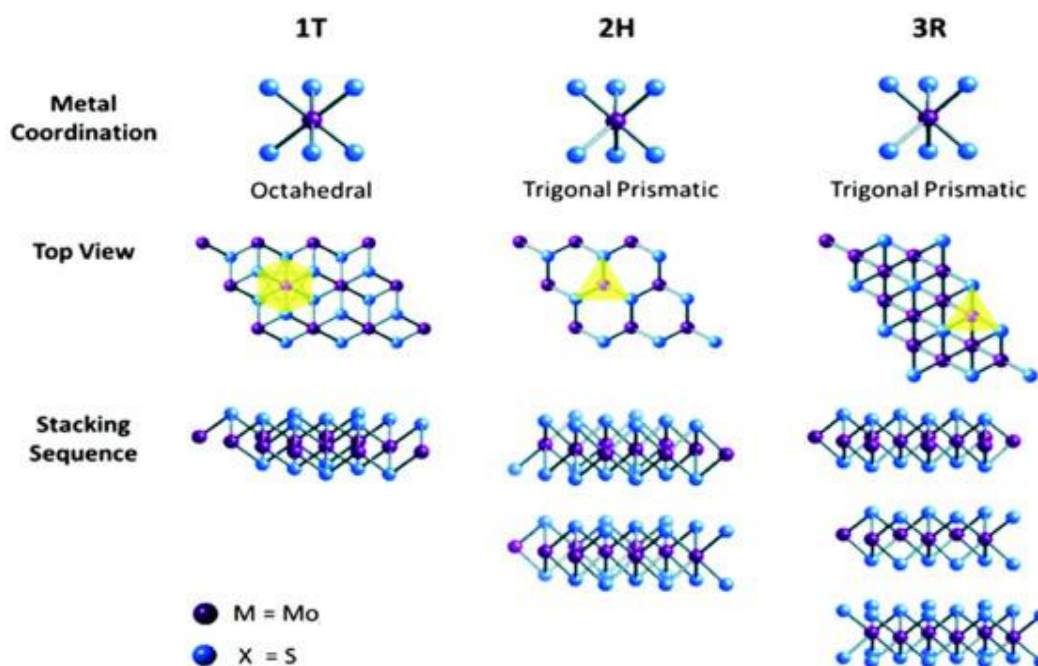 1T 2H 3R
Metal
Coordination
Octahedral Trigonal Prismatic Trigonal Prismatic
Top View
Stacking
Sequence
M = Mo
X = S